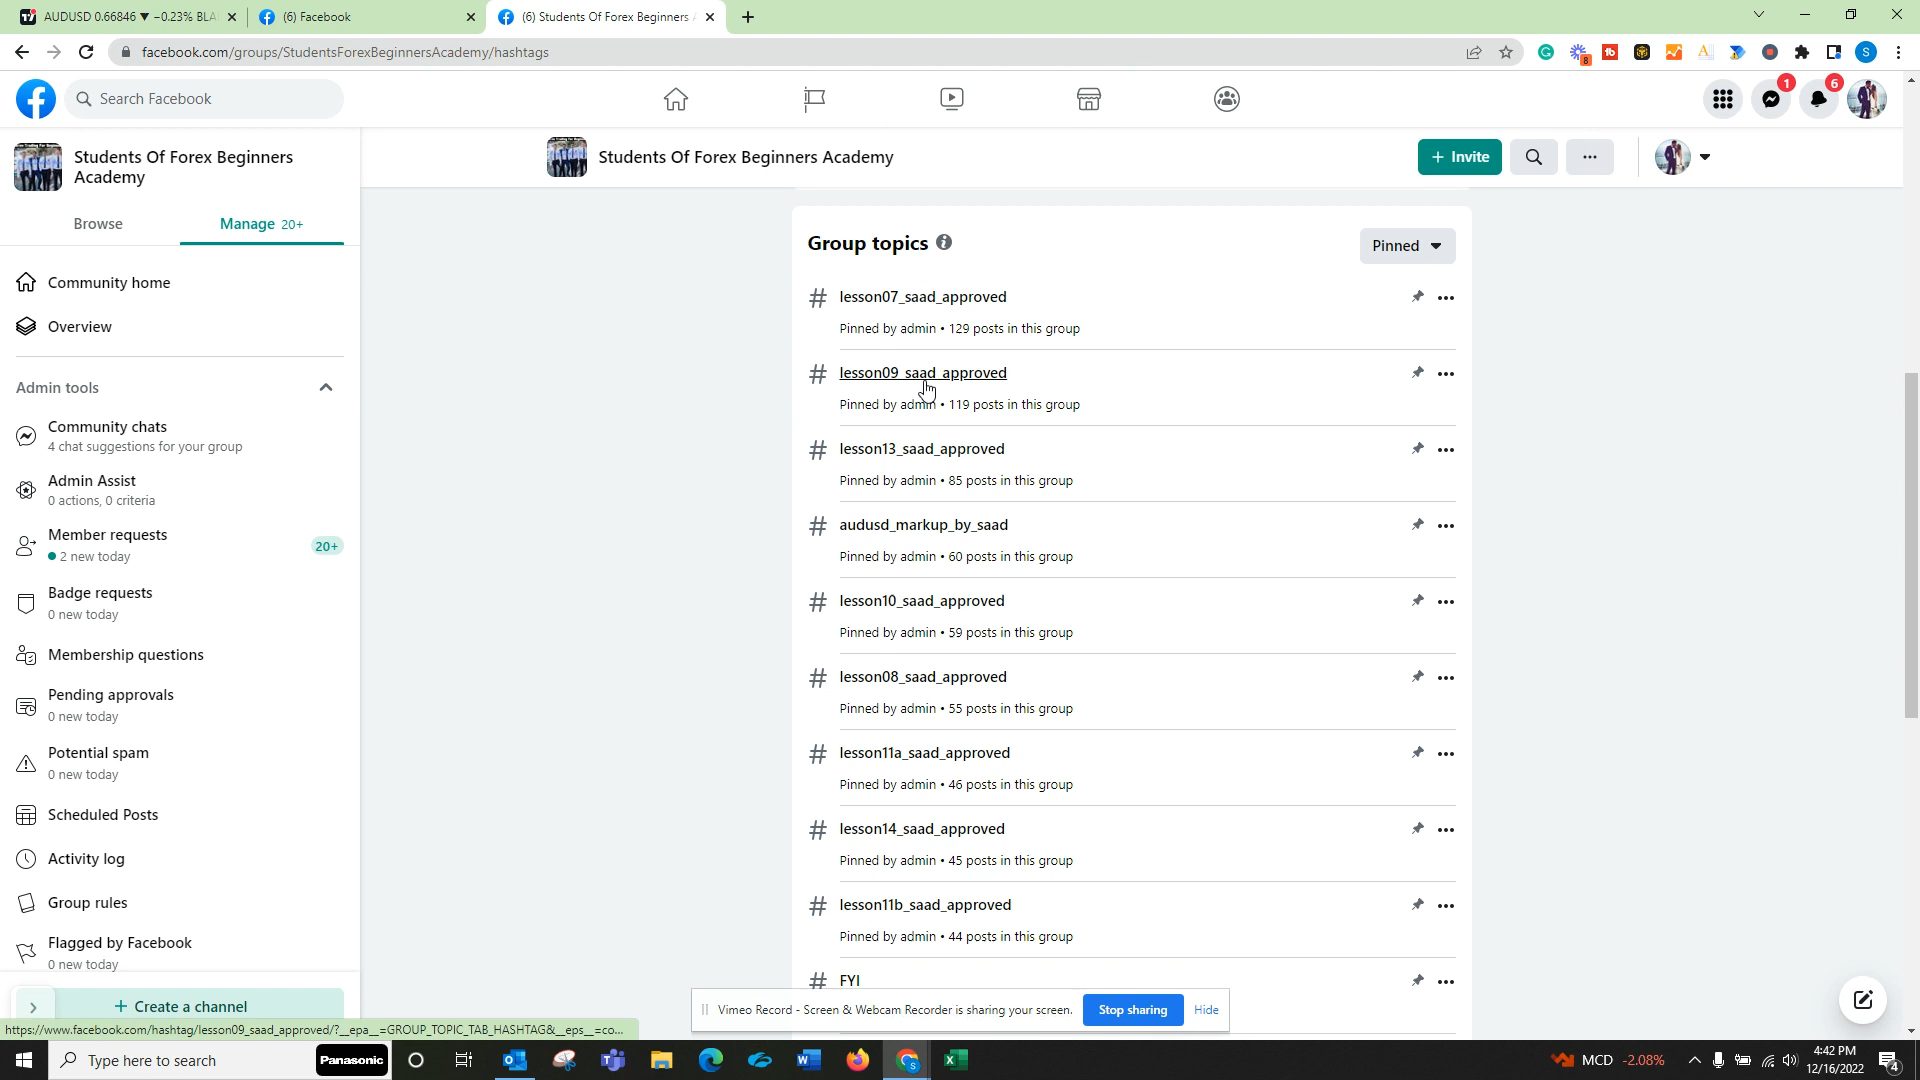 AUDUSD 0.66846 ▼ −0.23% BLA
(6) Facebook
(6) Students Of Forex Beginners
facebook.com/groups/StudentsForexBeginnersAcademy/hashtags
8
S
Search Facebook
1
6
Students Of Forex Beginners
Academy
Students Of Forex Beginners Academy
+ Invite
Browse
Manage 20+
Group topics
Pinned
Community home
Overview
Admin tools
Community chats
4 chat suggestions for your group
Admin Assist
0 actions, 0 criteria
Member requests
2 new today
20+
Badge requests
0 new today
Membership questions
Pending approvals
0 new today
Potential spam
0 new today
Scheduled Posts
Activity log
Group rules
Flagged by Facebook
0 new today
+ Create a channel
# lesson07_saad_approved
Pinned by admin • 129 posts in this group
# lesson09_saad_approved
Pinned by admin • 119 posts in this group
# lesson13_saad_approved
Pinned by admin • 85 posts in this group
# audusd_markup_by_saad
Pinned by admin • 60 posts in this group
# lesson10_saad_approved
Pinned by admin • 59 posts in this group
# lesson08_saad_approved
Pinned by admin • 55 posts in this group
# lesson11a_saad_approved
Pinned by admin • 46 posts in this group
# lesson14_saad_approved
Pinned by admin • 45 posts in this group
# lesson11b_saad_approved
Pinned by admin • 44 posts in this group
# FYI
Vimeo Record - Screen & Webcam Recorder is sharing your screen.
Stop sharing
Hide
https://www.facebook.com/hashtag/lesson09_saad_approved/?__epa__=GROUP_TOPIC_TAB_HASHTAG&__eps__=co...
Type here to search
Panasonic
MCD -2.08%
4:42 PM
12/16/2022
4